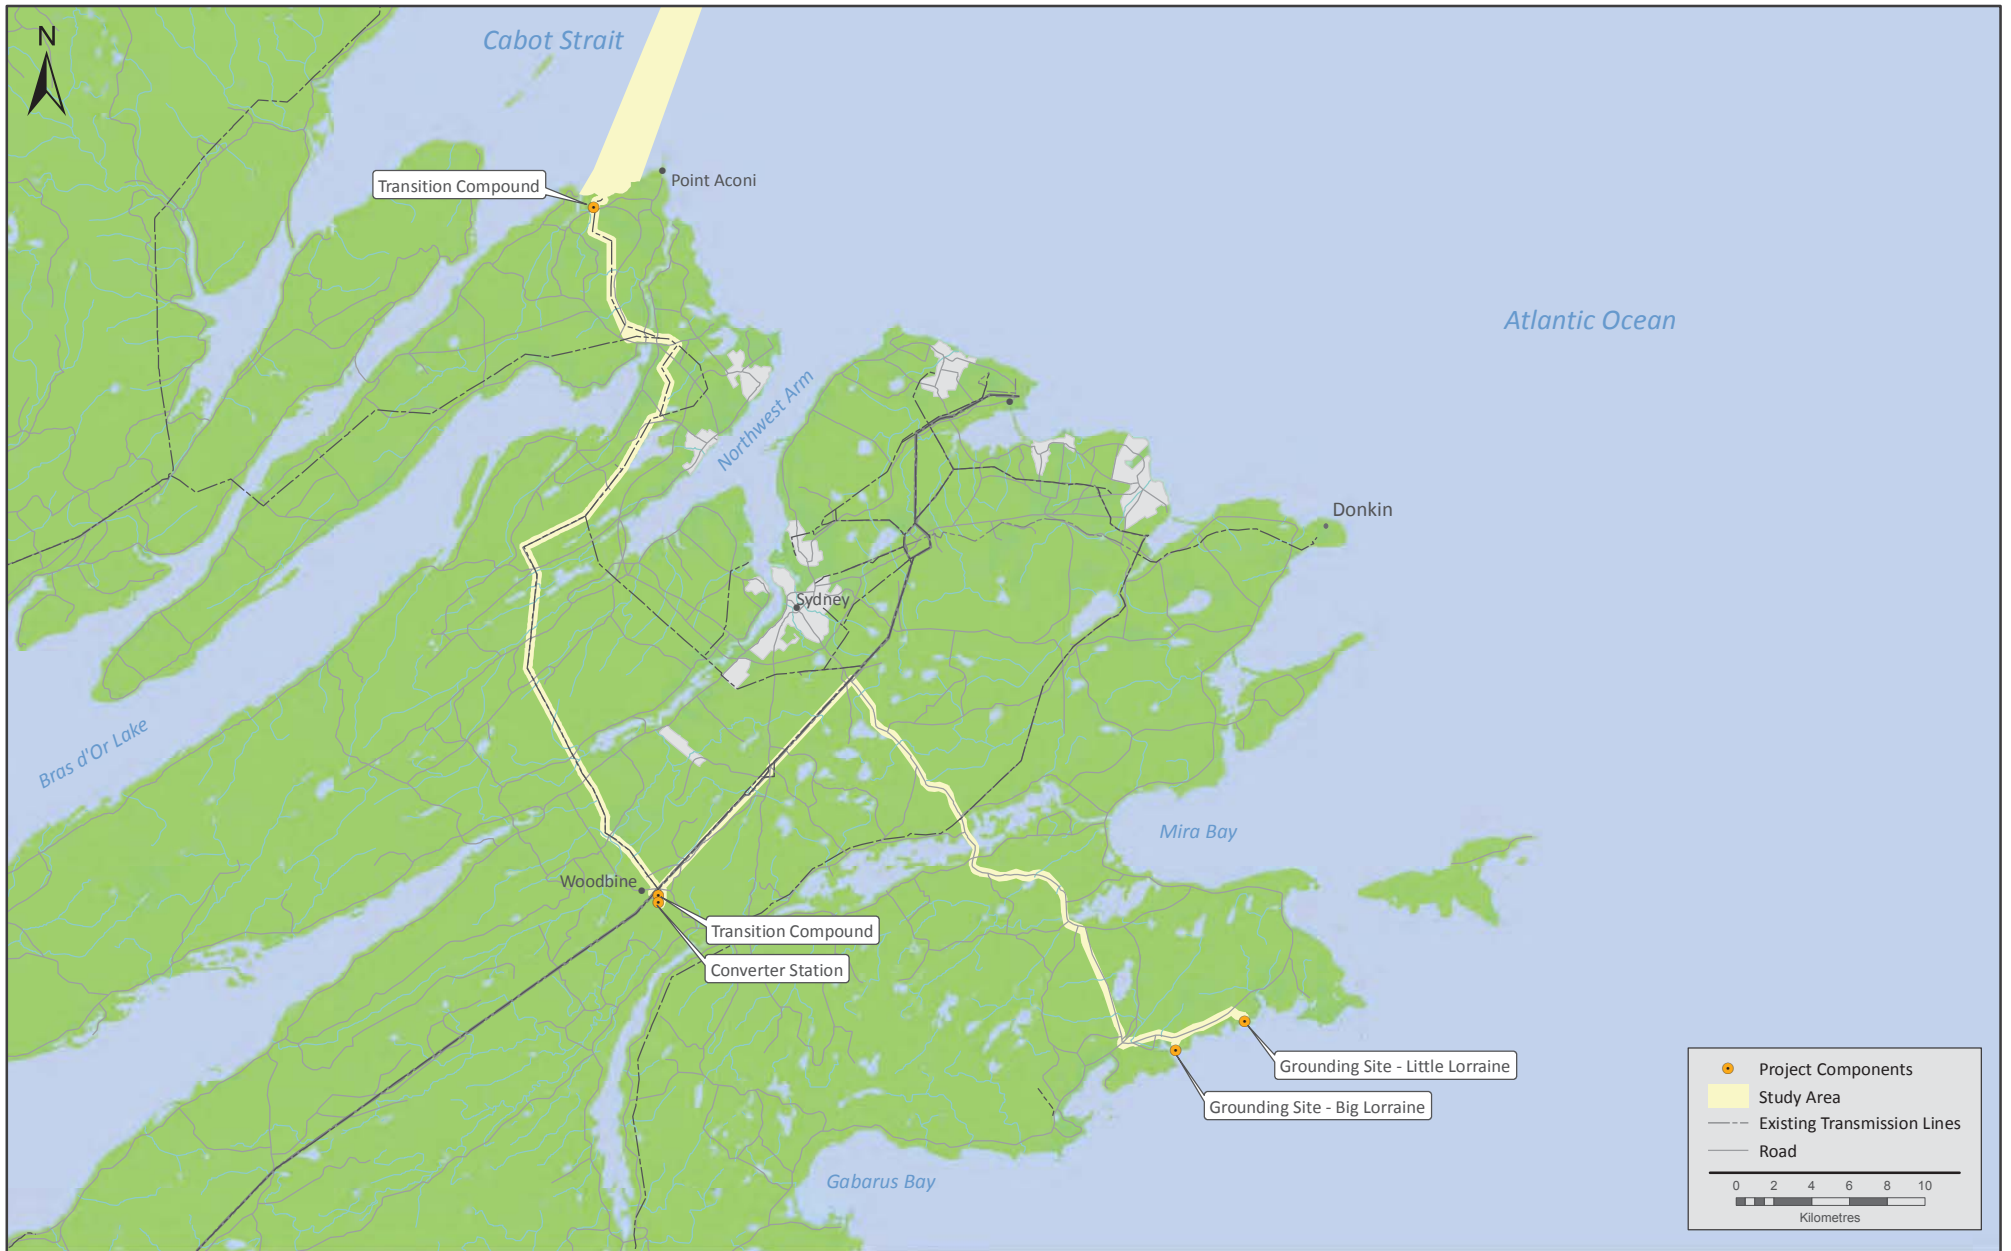 N
Cabot Strait
Transition Compound
Point Aconi
Atlantic Ocean
Northwest Arm
Donkin
Sydney
Bras d'Or Lake
Mira Bay
Woodbine
Transition Compound
Converter Station
Grounding Site - Little Lorraine
Grounding Site - Big Lorraine
Gabarus Bay
Project Components
Study Area
Existing Transmission Lines
Road
0 2 4 6 8 10
Kilometres